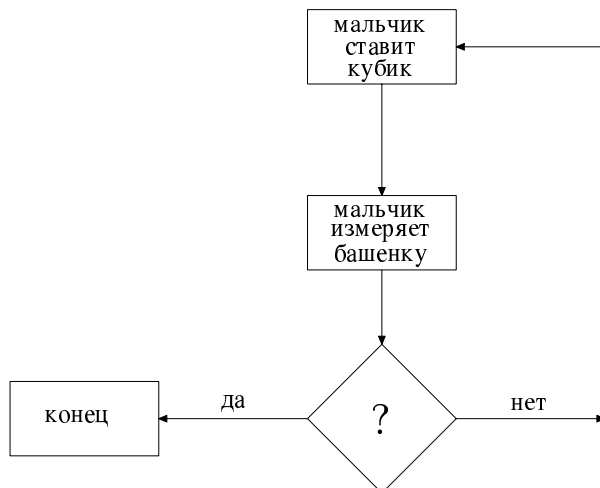 мальчик
ставит
кубик
мальчик
измеряет
башенку
да
нет
конец
?